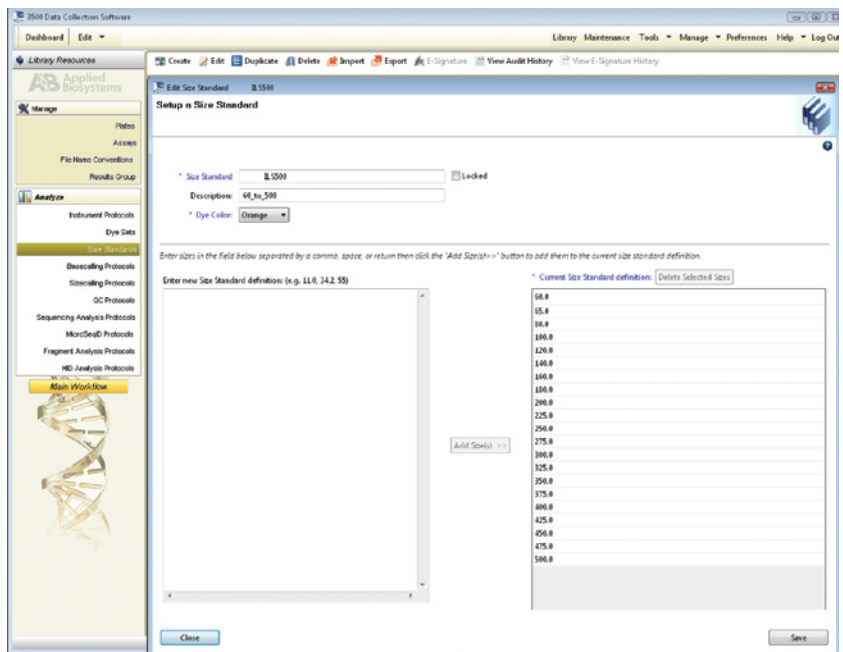 3500 Data Collection Software
Dashboard Edit
Library Maintenance Tools Manage Preferences Help Log Out
Library Resources
Create Edit Duplicate Delete Import Export E-Signature View Audit History View E-Signature History
AB Applied Biosystems
Edit Size Standard ILS500
Setup a Size Standard
Manage
Plates
Assays
File Name Conventions
Results Group
* Size Standard ILS500 Locked
Description: 60_to_500
* Dye Color: Orange
Analyze
Instrument Protocols
Dye Sets
Size Standards
Basecalling Protocols
Sizecalling Protocols
QC Protocols
Sequencing Analysis Protocols
MicroSeqID Protocols
Fragment Analysis Protocols
HID Analysis Protocols
Main Workflow
Enter sizes in the field below separated by a comma, space, or return then click the "Add Size(s)>>" button to add them to the current size standard definition.
Enter new Size Standard definition: (e.g. 11.0, 34.2, 55)
* Current Size Standard definition: Delete Selected Sizes
60.0
65.0
80.0
100.0
120.0
140.0
160.0
180.0
200.0
225.0
250.0
275.0
300.0
325.0
350.0
375.0
400.0
425.0
450.0
475.0
500.0
Add Size(s) >>
Close
Save